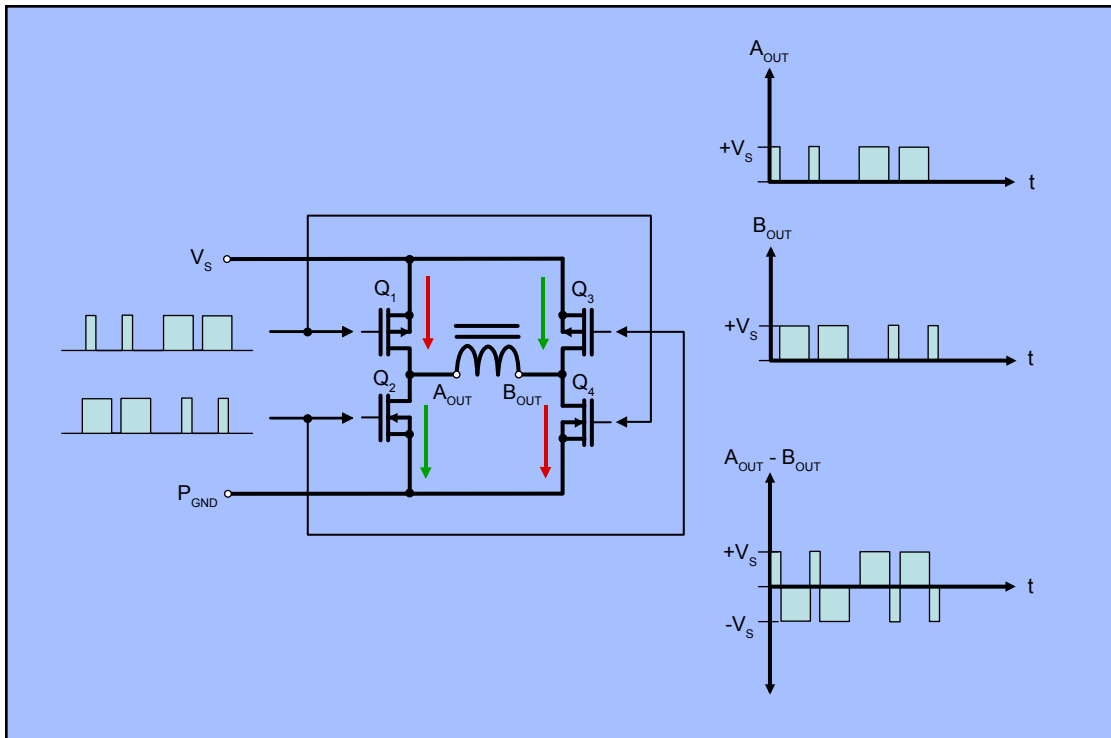 A_OUT
+V_S
t
B_OUT
+V_S
t
V_S
Q_1
Q_3
Q_2
A_OUT
B_OUT
Q_4
P_GND
A_OUT - B_OUT
+V_S
t
-V_S